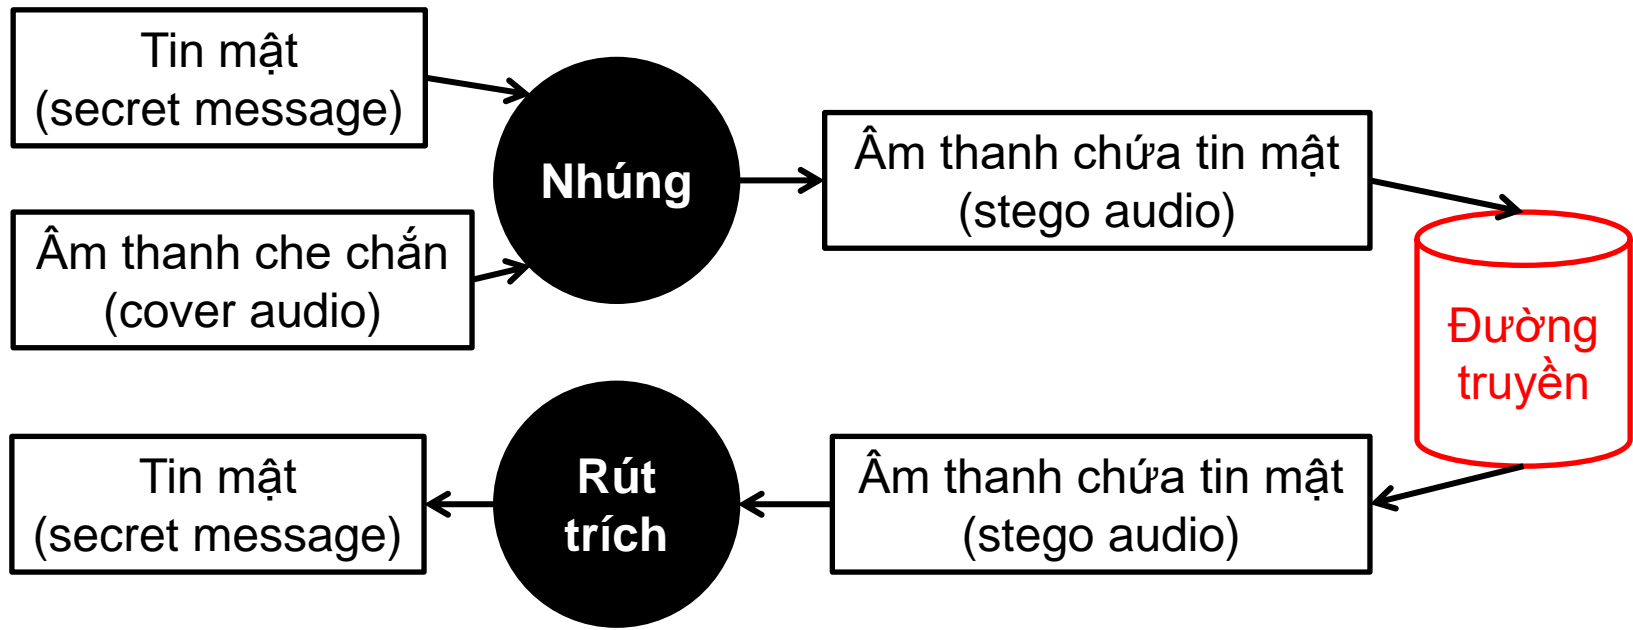 Tin mật
(secret message)
Âm thanh che chắn
(cover audio)
Nhúng
Âm thanh chứa tin mật
(stego audio)
Đường
truyền
Âm thanh chứa tin mật
(stego audio)
Rút
trích
Tin mật
(secret message)